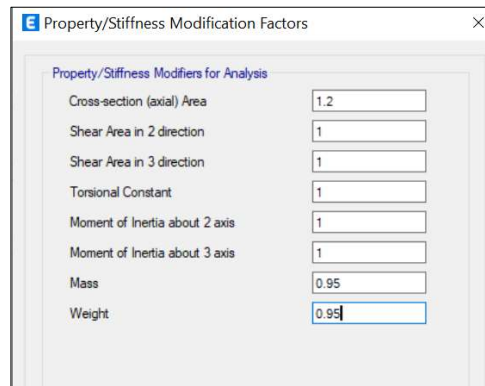 E Property/Stiffness Modification Factors
Property/Stiffness Modifiers for Analysis
Cross-section (axial) Area 1.2
Shear Area in 2 direction 1
Shear Area in 3 direction 1
Torsional Constant 1
Moment of Inertia about 2 axis 1
Moment of Inertia about 3 axis 1
Mass 0.95
Weight 0.95